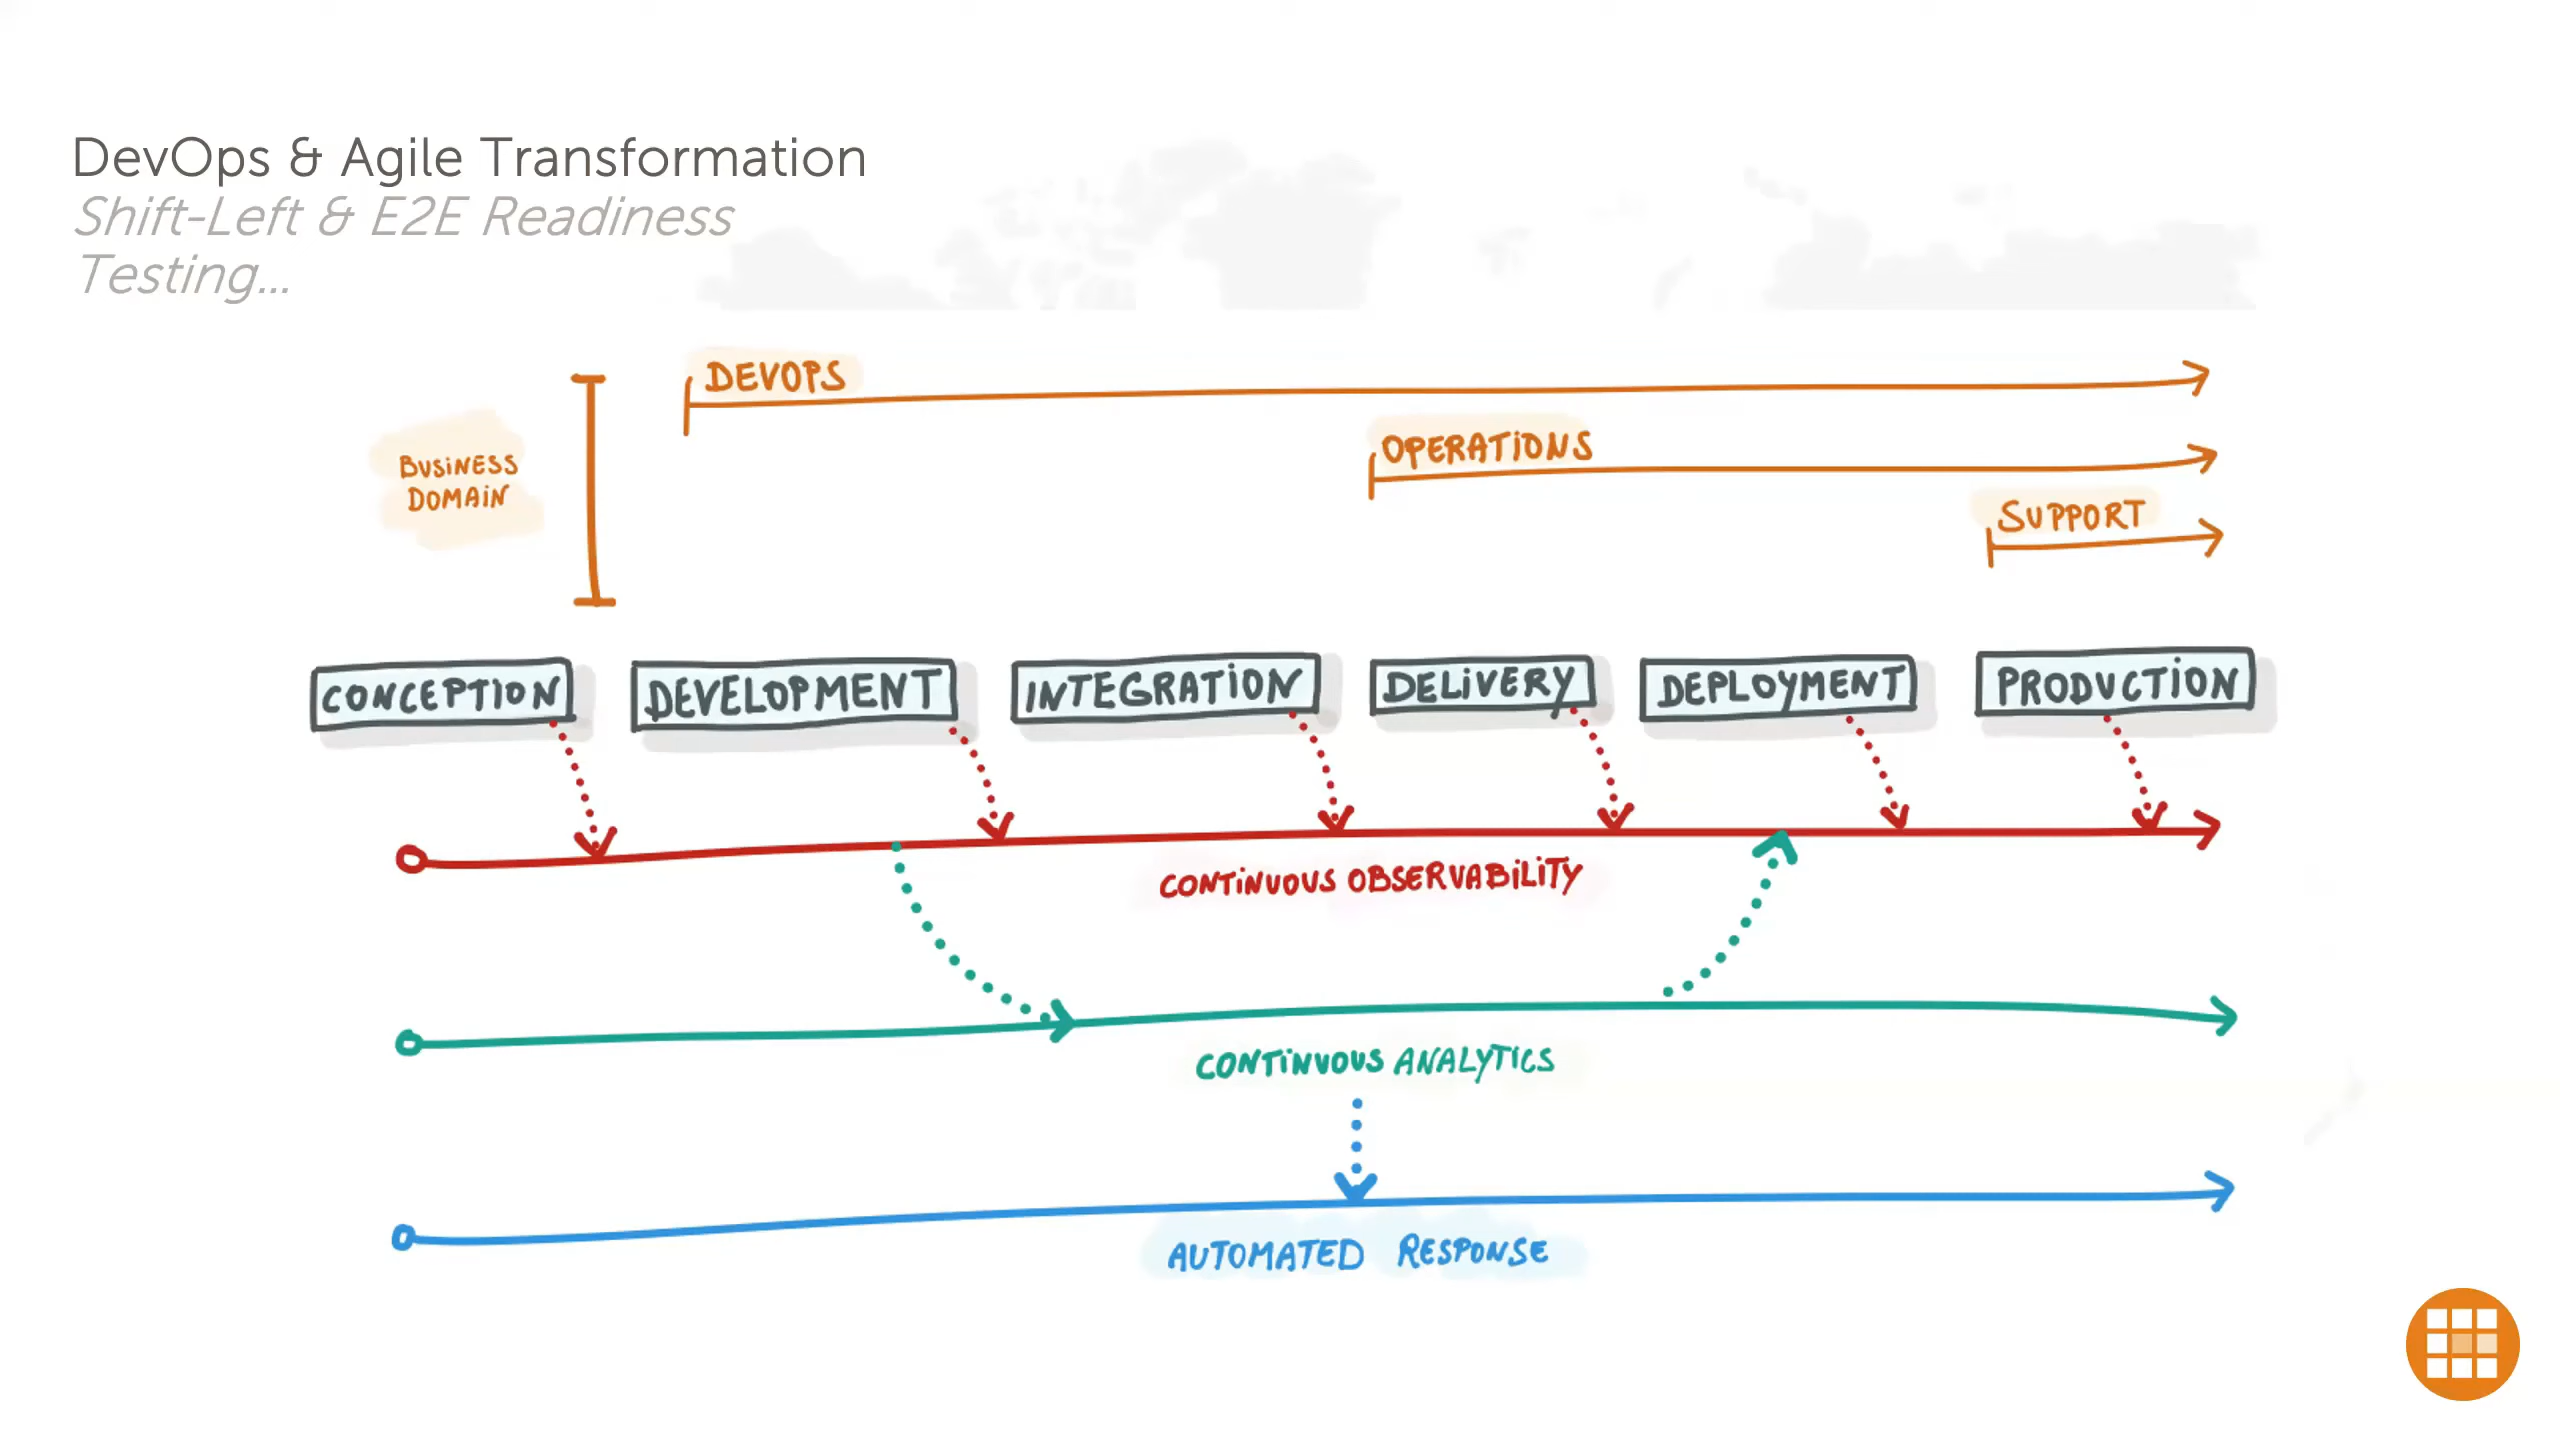 DevOps & Agile Transformation
Shift-Left & E2E Readiness
Testing...
DEVOPS
OPERATIONS
BUSINESS
DOMAIN
SUPPORT
CONCEPTION
DEVELOPMENT
INTEGRATION
DELIVERY
DEPLOYMENT
PRODUCTION
CONTINUOUS OBSERVABILITY
CONTINUOUS ANALYTICS
AUTOMATED RESPONSE